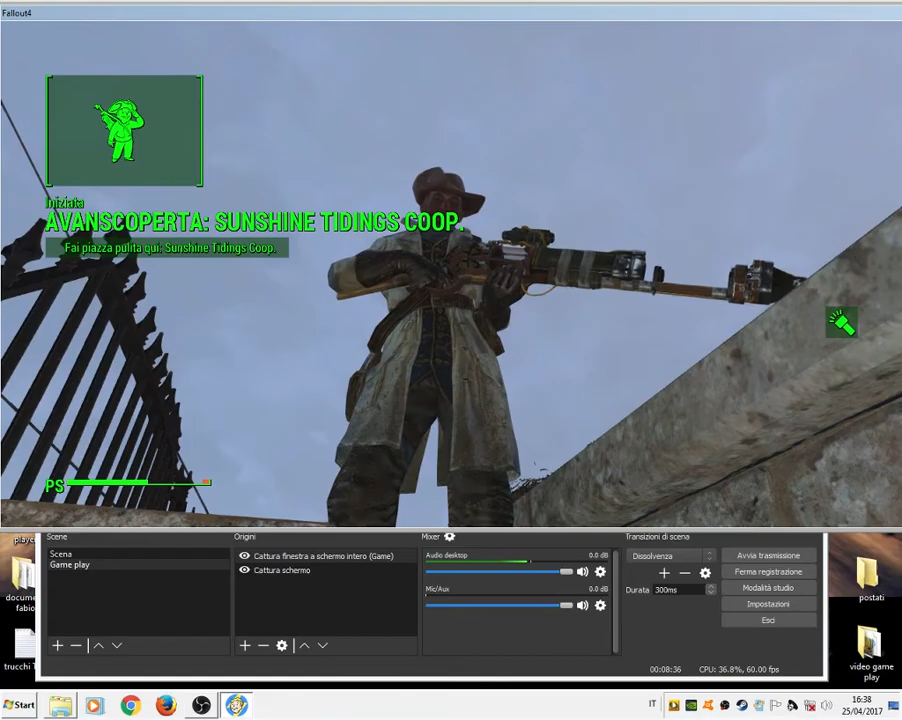 Fallout4
Iniziata
AVANSCOPERTA: SUNSHINE TIDINGS COOP.
Fai piazza pulita qui: Sunshine Tidings Coop.
PS
Scene
Scena
Game play
Origini
Cattura finestra a schermo intero (Game)
Cattura schermo
Mixer
Audio desktop 0.0 dB
Mic/Aux 0.0 dB
Transizioni di scena
Dissolvenza
Durata 300ms
Avvia trasmissione
Ferma registrazione
Modalità studio
Impostazioni
Esci
00:08:36 CPU: 36.8%, 60.00 fps
docume
fabio
trucchi
postati
video game
play
Start
IT
16:38
25/04/2017